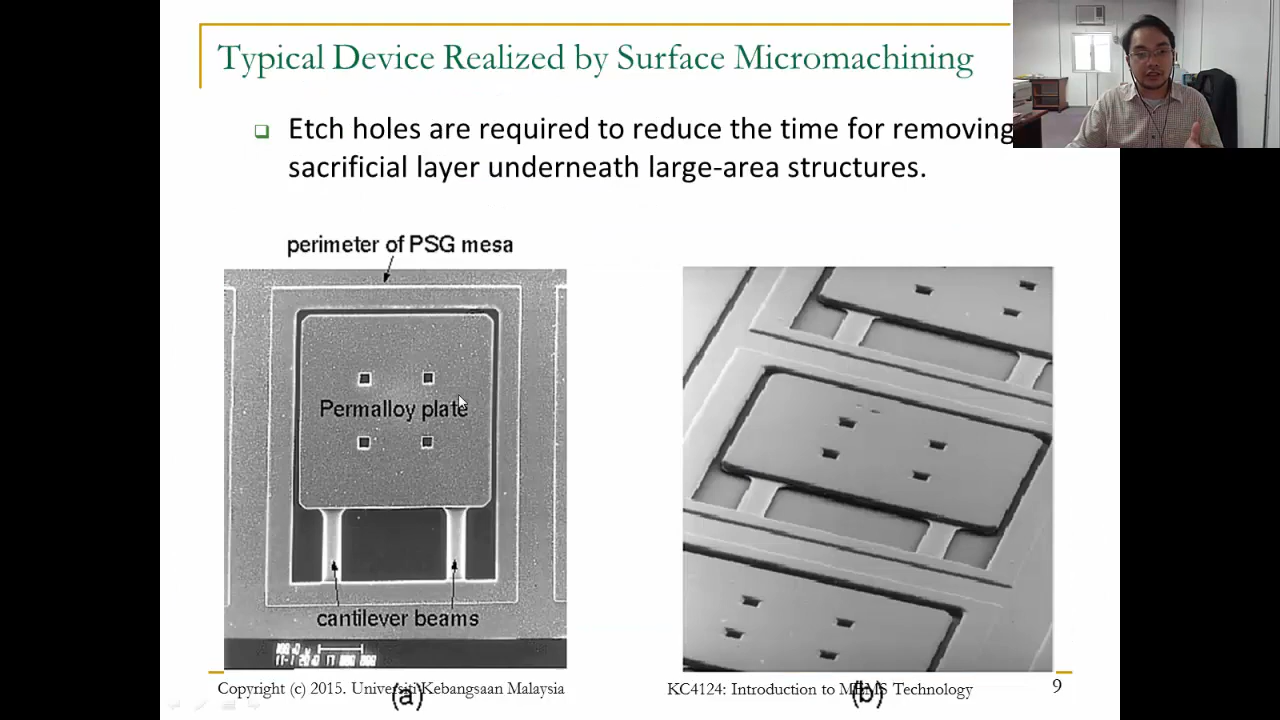 Typical Device Realized by Surface Micromachining
Etch holes are required to reduce the time for removing
sacrificial layer underneath large-area structures.
perimeter of PSG mesa
Permalloy plate
cantilever beams
(a)
(b)
Copyright (c) 2015. Universiti Kebangsaan Malaysia
KC4124: Introduction to MEMS Technology
9